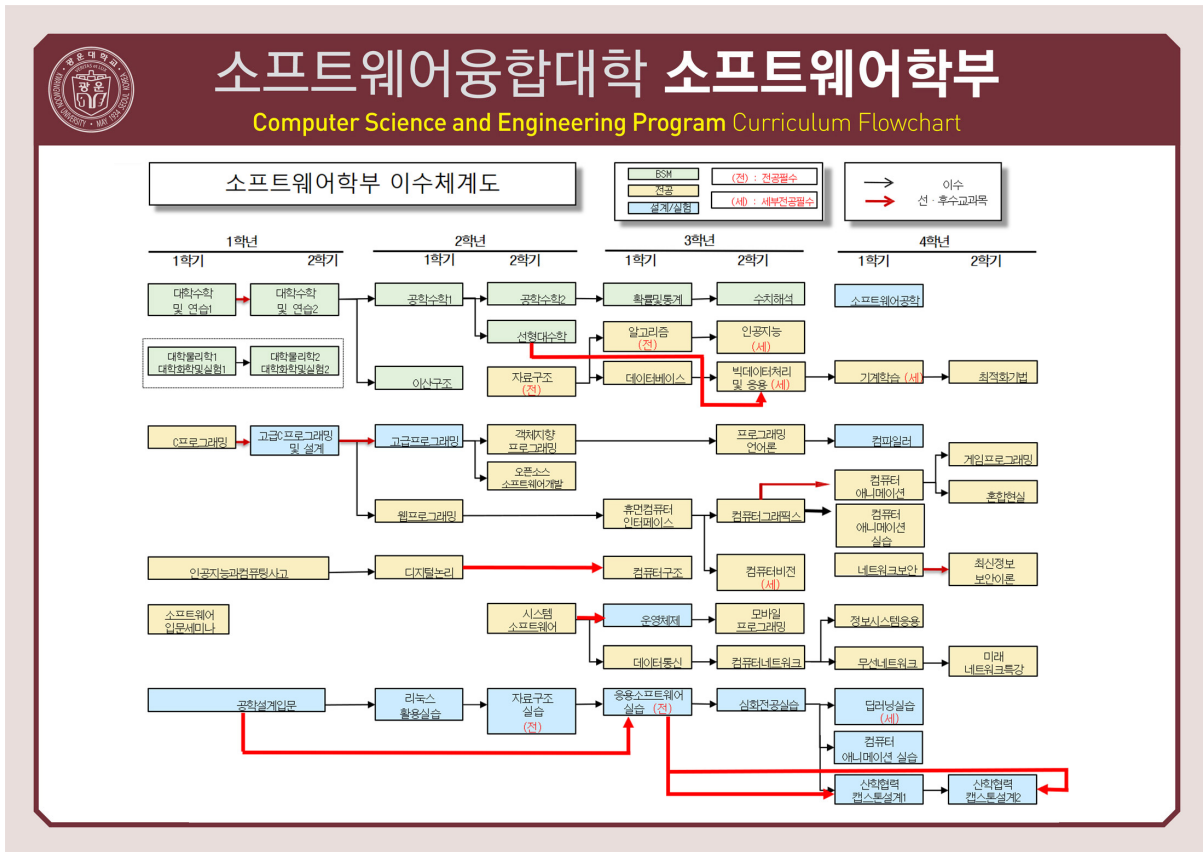 광운대학교
VERITAS et LUX
KWANGWOON UNIVERSITY • MAY 1934 SEOUL KOREA
광운
소프트웨어융합대학 소프트웨어학부
Computer Science and Engineering Program Curriculum Flowchart
소프트웨어학부 이수체계도
BSM
전공
설계/실험
(전) : 전공필수
(세) : 세부전공필수
이수
선 · 후수교과목
1학년
2학년
3학년
4학년
1학기
2학기
1학기
2학기
1학기
2학기
1학기
2학기
대학수학
및 연습1
대학수학
및 연습2
공학수학1
공학수학2
확률및통계
수치해석
소프트웨어공학
선형대수학
알고리즘
(전)
인공지능
(세)
대학물리학1
대학화학및실험1
대학물리학2
대학화학및실험2
이산구조
자료구조
(전)
데이터베이스
빅데이터처리
및 응용 (세)
기계학습 (세)
최적화기법
C프로그래밍
고급C프로그래밍
및 설계
고급프로그래밍
객체지향
프로그래밍
프로그래밍
언어론
컴파일러
오픈소스
소프트웨어개발
컴퓨터
애니메이션
게임프로그래밍
혼합현실
웹프로그래밍
휴먼컴퓨터
인터페이스
컴퓨터그래픽스
컴퓨터
애니메이션
실습
인공지능과컴퓨팅사고
디지털논리
컴퓨터구조
컴퓨터비전
(세)
네트워크보안
최신정보
보안이론
소프트웨어
입문세미나
시스템
소프트웨어
운영체제
모바일
프로그래밍
정보시스템응용
데이터통신
컴퓨터네트워크
무선네트워크
미래
네트워크특강
공학설계입문
리눅스
활용실습
자료구조
실습
(전)
응용소프트웨어
실습 (전)
심화전공실습
딥러닝실습
(세)
컴퓨터
애니메이션 실습
산학협력
캡스톤설계1
산학협력
캡스톤설계2